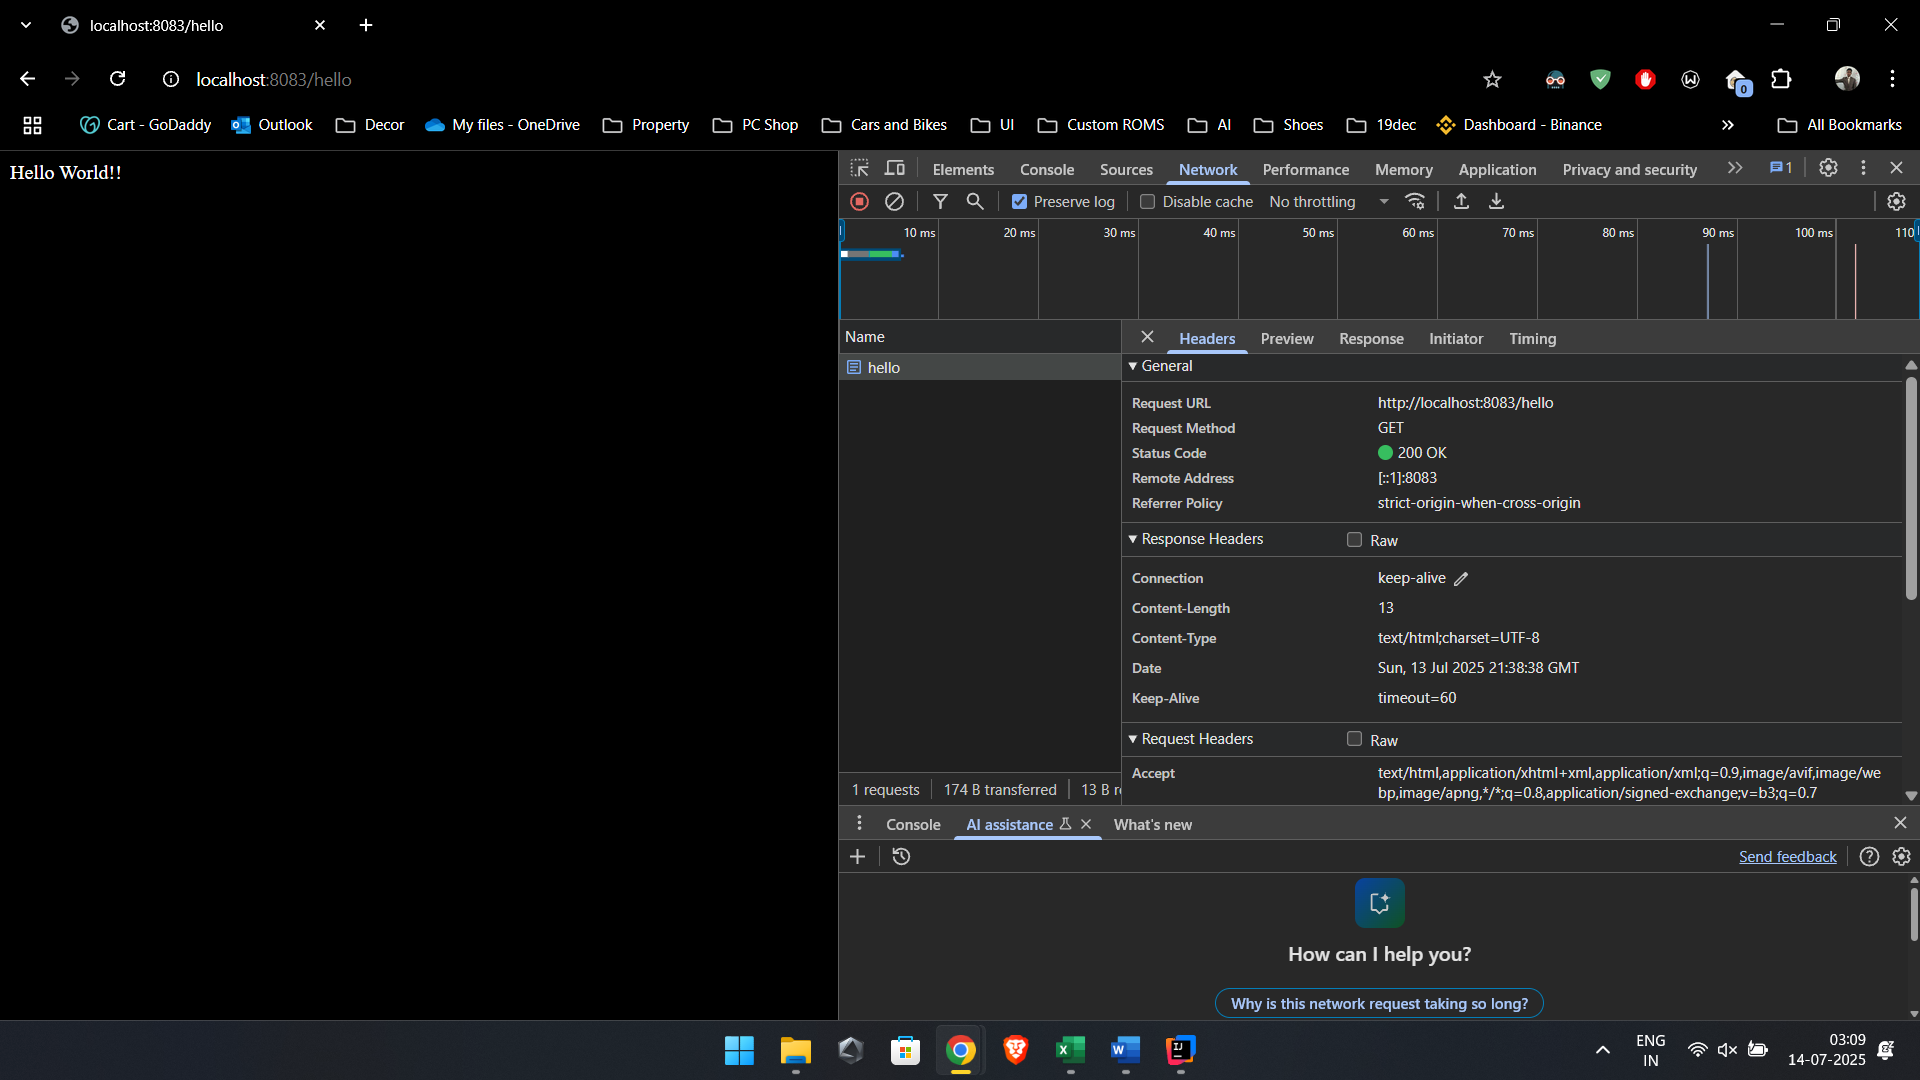 localhost:8083/hello
localhost:8083/hello
0
Cart - GoDaddy Outlook Decor My files - OneDrive Property PC Shop Cars and Bikes UI Custom ROMS AI Shoes 19dec Dashboard - Binance All Bookmarks
Hello World!!
Elements Console Sources Network Performance Memory Application Privacy and security 1
Preserve log Disable cache No throttling
10 ms 20 ms 30 ms 40 ms 50 ms 60 ms 70 ms 80 ms 90 ms 100 ms 110
Name
hello
Headers Preview Response Initiator Timing
General
Request URL http://localhost:8083/hello
Request Method GET
Status Code 200 OK
Remote Address [::1]:8083
Referrer Policy strict-origin-when-cross-origin
Response Headers Raw
Connection keep-alive
Content-Length 13
Content-Type text/html;charset=UTF-8
Date Sun, 13 Jul 2025 21:38:38 GMT
Keep-Alive timeout=60
Request Headers Raw
Accept text/html,application/xhtml+xml,application/xml;q=0.9,image/avif,image/we
bp,image/apng,*/*;q=0.8,application/signed-exchange;v=b3;q=0.7
1 requests 174 B transferred 13 B r
Console AI assistance What's new
Send feedback
How can I help you?
Why is this network request taking so long?
ENG
IN
03:09
14-07-2025